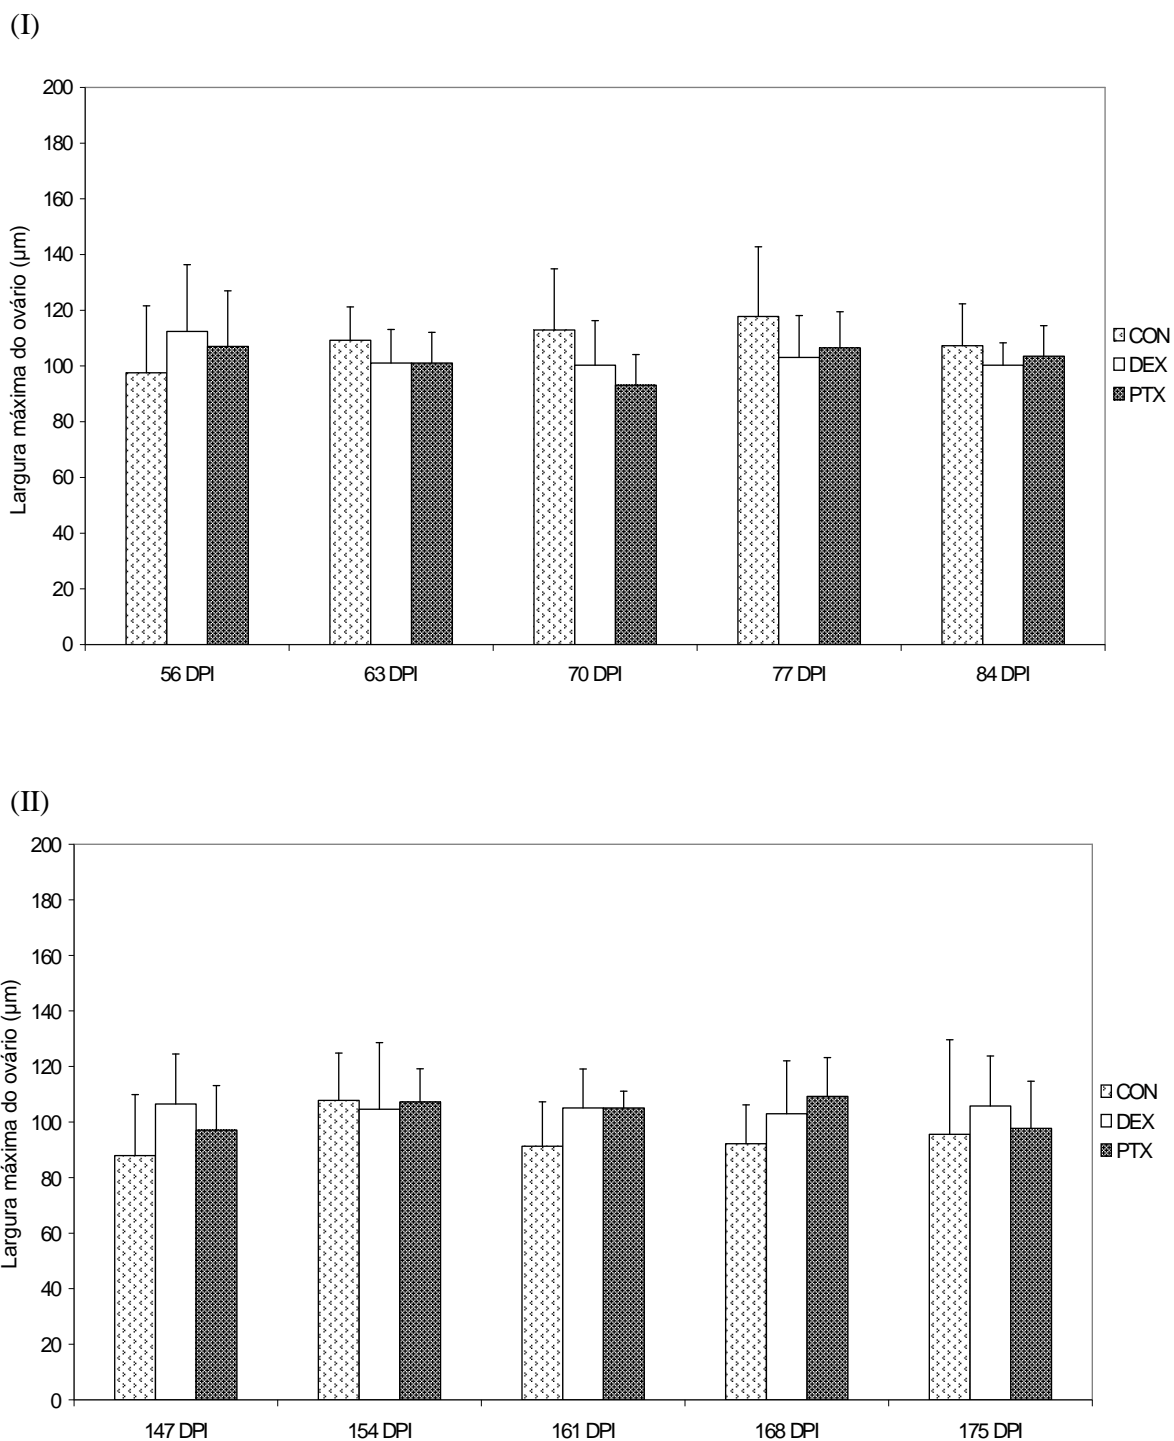 (I)
200
180
160
140
120
100
80
60
40
20
0
Largura máxima do ovário (µm)
56 DPI 63 DPI 70 DPI 77 DPI 84 DPI
CON
DEX
PTX
(II)
200
180
160
140
120
100
80
60
40
20
0
Largura máxima do ovário (µm)
147 DPI 154 DPI 161 DPI 168 DPI 175 DPI
CON
DEX
PTX